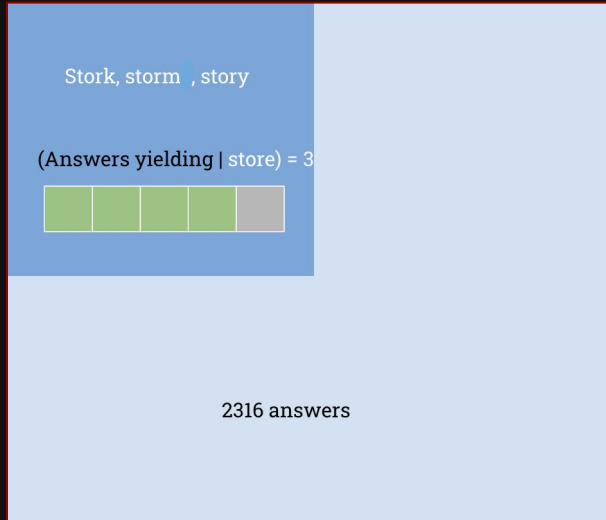 Stork, storm , story
(Answers yielding | store) = 3
2316 answers